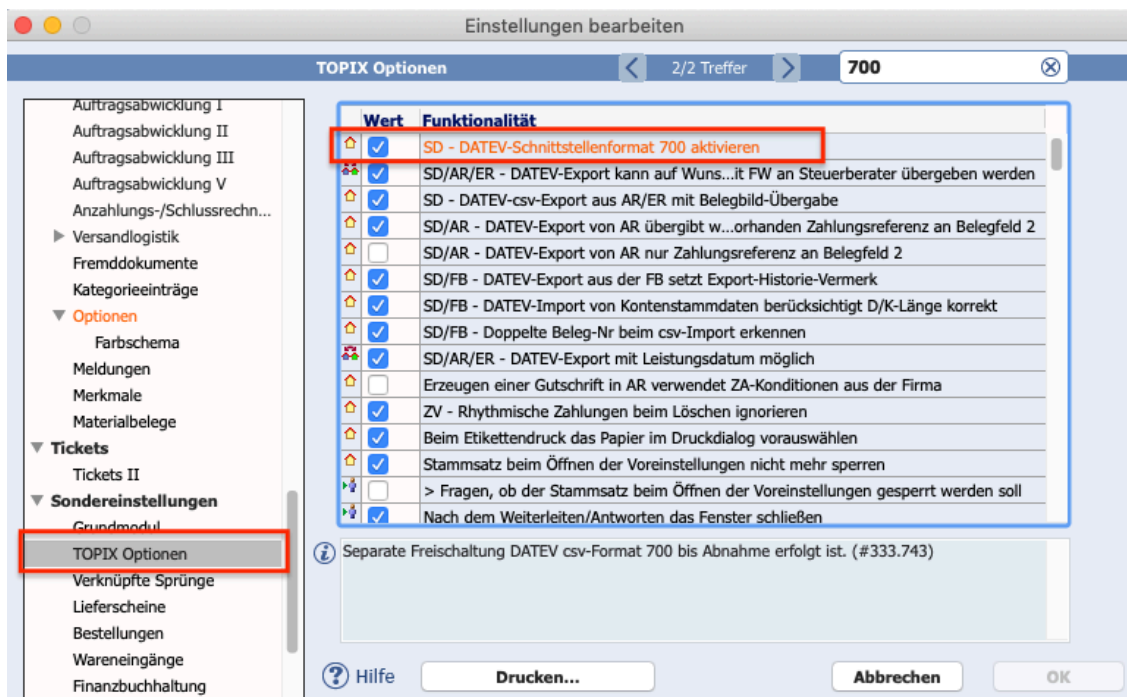 Einstellungen bearbeiten
TOPIX Optionen
2/2 Treffer
700
Auftragsabwicklung I
Auftragsabwicklung II
Auftragsabwicklung III
Auftragsabwicklung V
Anzahlungs-/Schlussrechn...
Versandlogistik
Fremddokumente
Kategorieeinträge
Optionen
Farbschema
Meldungen
Merkmale
Materialbelege
Tickets
Tickets II
Sondereinstellungen
Grundmodul
TOPIX Optionen
Verknüpfte Sprünge
Lieferscheine
Bestellungen
Wareneingänge
Finanzbuchhaltung
Wert Funktionalität
SD - DATEV-Schnittstellenformat 700 aktivieren
SD/AR/ER - DATEV-Export kann auf Wuns...it FW an Steuerberater übergeben werden
SD - DATEV-csv-Export aus AR/ER mit Belegbild-Übergabe
SD/AR - DATEV-Export von AR übergibt w...orhanden Zahlungsreferenz an Belegfeld 2
SD/AR - DATEV-Export von AR nur Zahlungsreferenz an Belegfeld 2
SD/FB - DATEV-Export aus der FB setzt Export-Historie-Vermerk
SD/FB - DATEV-Import von Kontenstammdaten berücksichtigt D/K-Länge korrekt
SD/FB - Doppelte Beleg-Nr beim csv-Import erkennen
SD/AR/ER - DATEV-Export mit Leistungsdatum möglich
Erzeugen einer Gutschrift in AR verwendet ZA-Konditionen aus der Firma
ZV - Rhythmische Zahlungen beim Löschen ignorieren
Beim Etikettendruck das Papier im Druckdialog vorauswählen
Stammsatz beim Öffnen der Voreinstellungen nicht mehr sperren
> Fragen, ob der Stammsatz beim Öffnen der Voreinstellungen gesperrt werden soll
Nach dem Weiterleiten/Antworten das Fenster schließen
Separate Freischaltung DATEV csv-Format 700 bis Abnahme erfolgt ist. (#333.743)
? Hilfe
Drucken...
Abbrechen
OK